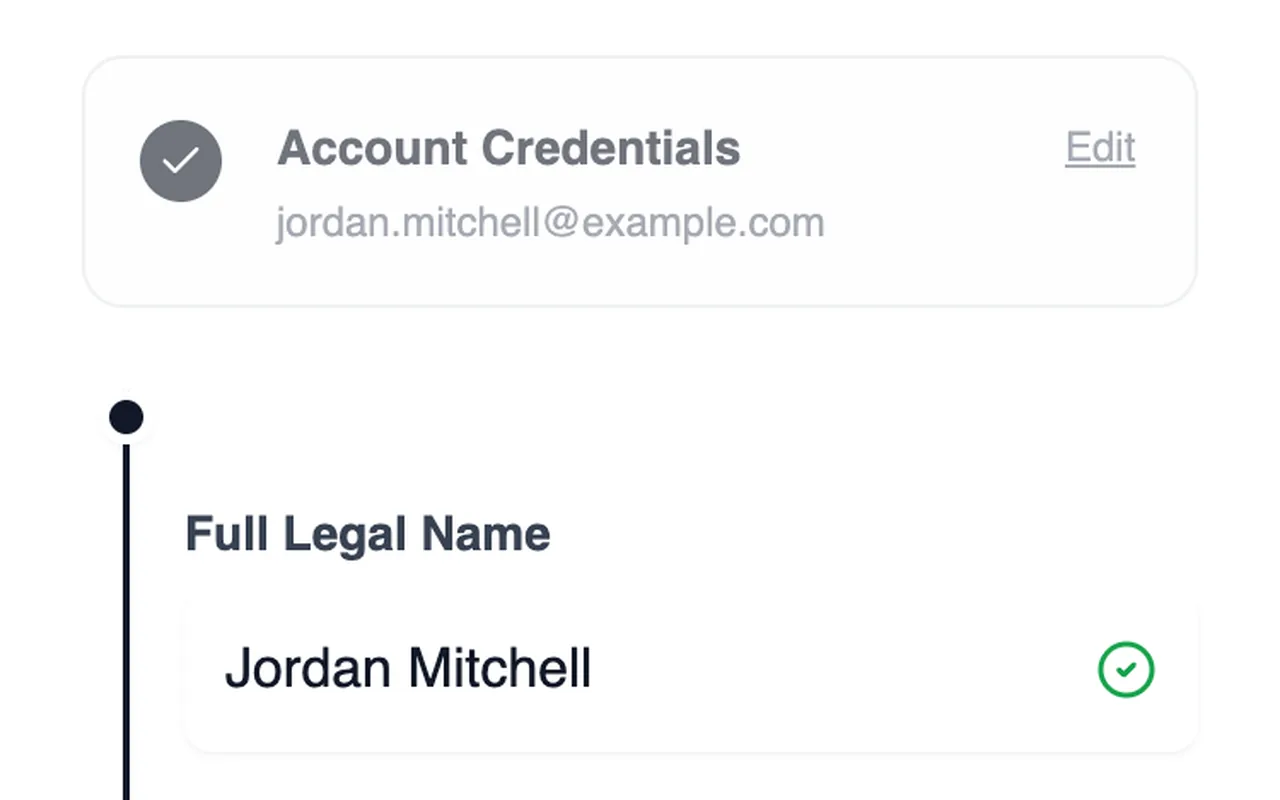 Account Credentials
Edit
jordan.mitchell@example.com
Full Legal Name
Jordan Mitchell